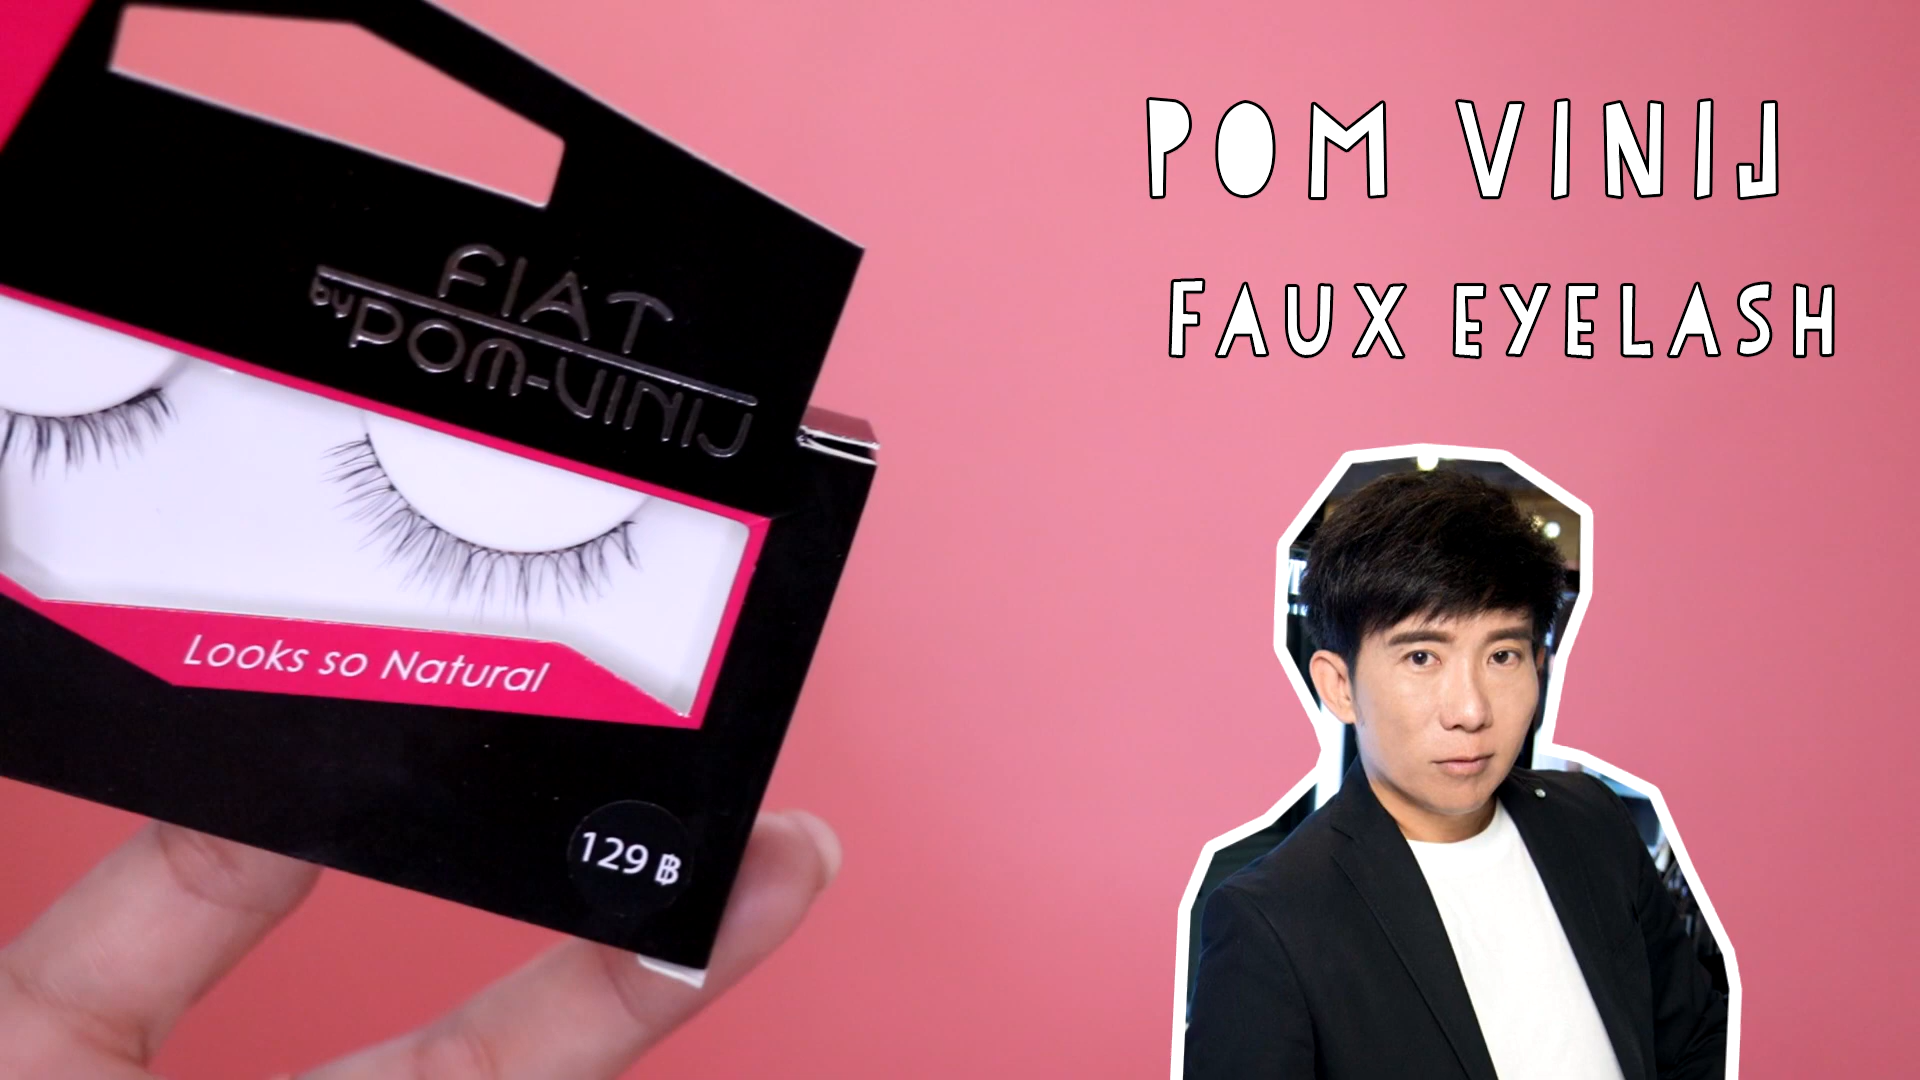 FIAT
by POM-VINIJ
Looks so Natural
129 ฿
POM VINIJ
FAUX EYELASH